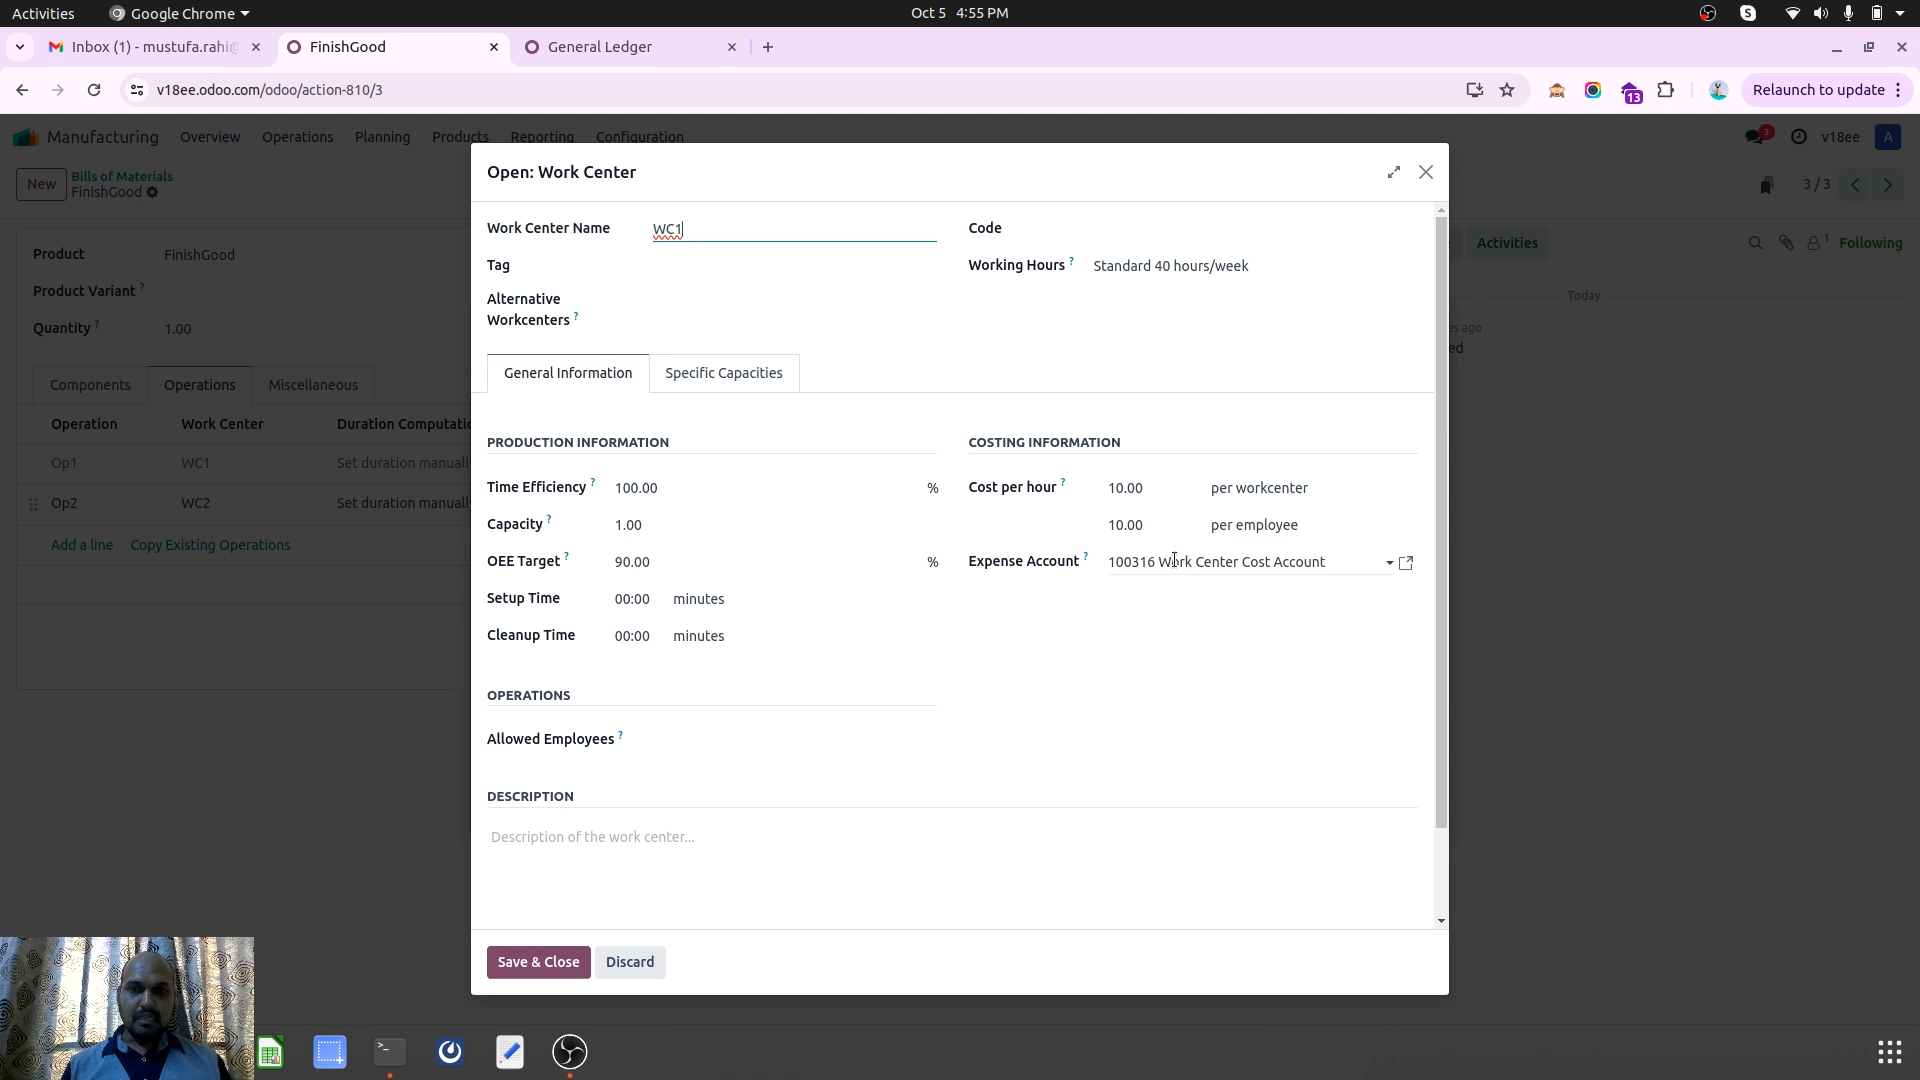 Activities
Google Chrome
Oct 5 4:55 PM
Inbox (1) - mustufa.rahi@
FinishGood
General Ledger
v18ee.odoo.com/odoo/action-810/3
13
Relaunch to update
Manufacturing
Overview
Operations
Planning
Products
Reporting
Configuration
3
v18ee
A
New
Bills of Materials
FinishGood
3 / 3
Product
FinishGood
Product Variant ?
Quantity ?
1.00
Activities
1
Following
Today
es ago
ed
Components
Operations
Miscellaneous
Operation
Work Center
Duration Computatio
Op1
WC1
Set duration manually
Op2
WC2
Set duration manually
Add a line
Copy Existing Operations
Open: Work Center
Work Center Name
WC1
Code
Tag
Working Hours ?
Standard 40 hours/week
Alternative
Workcenters ?
General Information
Specific Capacities
PRODUCTION INFORMATION
COSTING INFORMATION
Time Efficiency ?
100.00
%
Cost per hour ?
10.00
per workcenter
Capacity ?
1.00
10.00
per employee
OEE Target ?
90.00
%
Expense Account ?
100316 Work Center Cost Account
Setup Time
00:00
minutes
Cleanup Time
00:00
minutes
OPERATIONS
Allowed Employees ?
DESCRIPTION
Description of the work center...
Save & Close
Discard